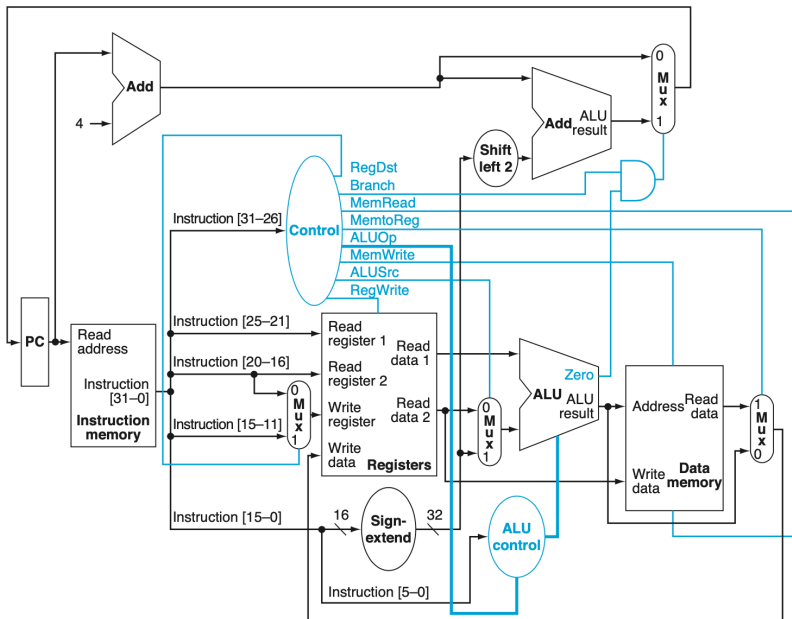 0
M
u
x
1
Add
4
Add
ALU
result
Shift
left 2
RegDst
Branch
MemRead
MemtoReg
ALUOp
MemWrite
ALUSrc
RegWrite
Control
Instruction [31–26]
Instruction [25–21]
Instruction [20–16]
Instruction [15–11]
Instruction [15–0]
Instruction [5–0]
PC
Read
address
Instruction
[31–0]
Instruction
memory
0
M
u
x
1
Read
register 1
Read
register 2
Write
register
Write
data
Read
data 1
Read
data 2
Registers
16
Sign-
extend
32
0
M
u
x
1
ALU
Zero
ALU
result
ALU
control
Address
Read
data
Write
data
Data
memory
1
M
u
x
0